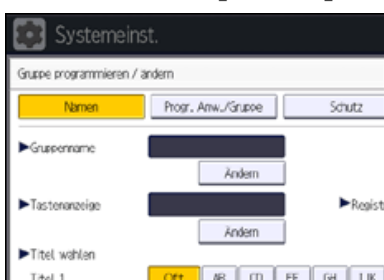 Systemeinst.
Gruppe programmieren / ändern
Namen Progr. Anw./Gruppe Schutz
▶Gruppenname
Ändern
▶Tastenanzeige ▶Regist
Ändern
▶Titel wählen
Titel 1 Oft AB CD EF GH IJK